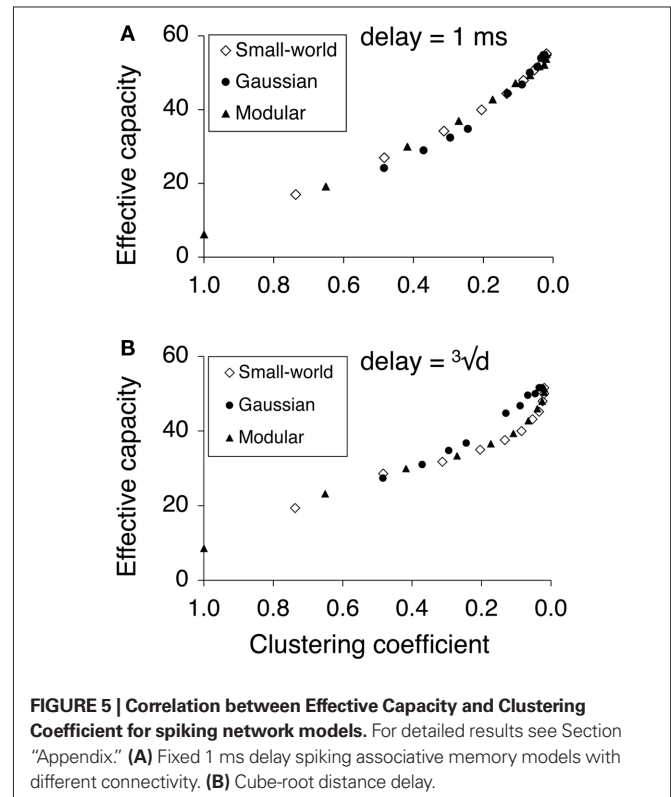 A
delay = 1 ms
60
40
20
0
Effective capacity
Small-world
Gaussian
Modular
1.0 0.8 0.6 0.4 0.2 0.0
B
delay = ³√d
60
40
20
0
Effective capacity
Small-world
Gaussian
Modular
1.0 0.8 0.6 0.4 0.2 0.0
Clustering coefficient
FIGURE 5 | Correlation between Effective Capacity and Clustering
Coefficient for spiking network models. For detailed results see Section
"Appendix." (A) Fixed 1 ms delay spiking associative memory models with
different connectivity. (B) Cube-root distance delay.